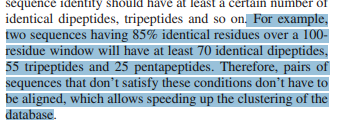 sequence identity should have at least a certain number of
identical dipeptides, tripeptides and so on. For example,
two sequences having 85% identical residues over a 100-
residue window will have at least 70 identical dipeptides,
55 tripeptides and 25 pentapeptides. Therefore, pairs of
sequences that don't satisfy these conditions don't have to
be aligned, which allows speeding up the clustering of the
database.